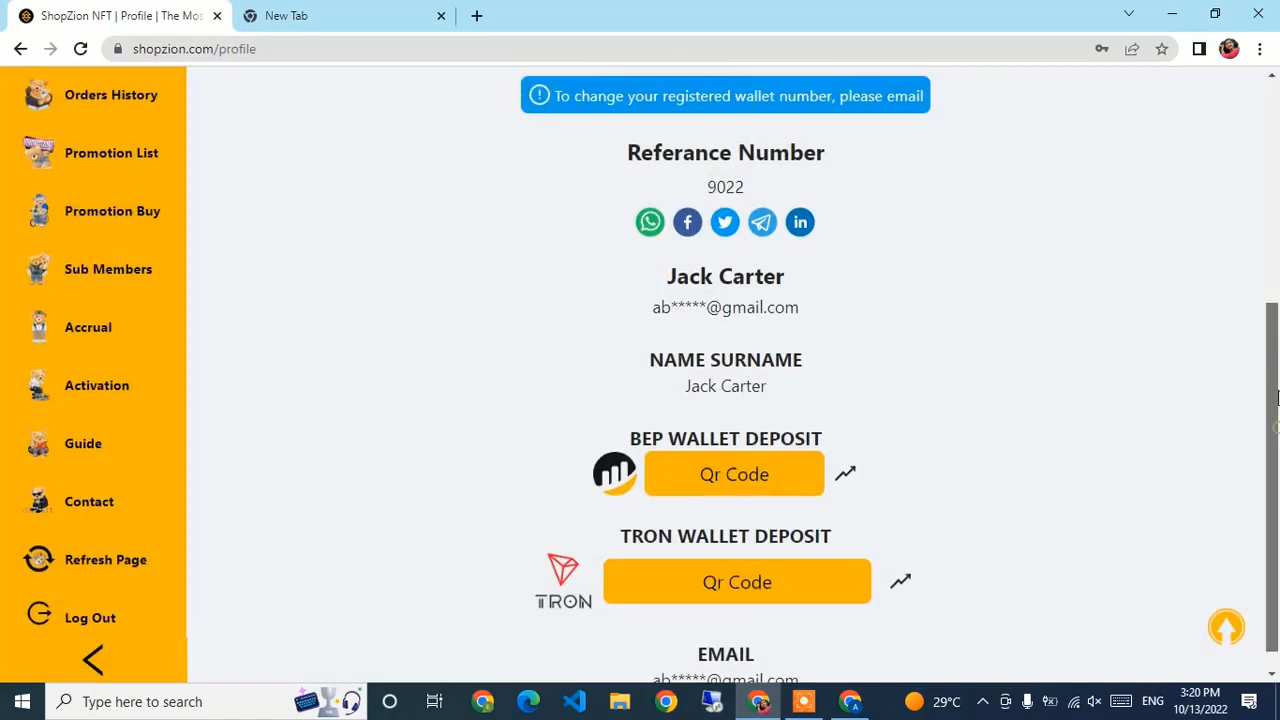 ShopZion NFT | Profile | The Mos
New Tab
shopzion.com/profile
Orders History
Promotion List
Promotion Buy
Sub Members
Accrual
Activation
Guide
Contact
Refresh Page
Log Out
To change your registered wallet number, please email
Referance Number
9022
Jack Carter
ab*****@gmail.com
NAME SURNAME
Jack Carter
BEP WALLET DEPOSIT
Qr Code
TRON WALLET DEPOSIT
TRON
Qr Code
EMAIL
ab*****@gmail.com
Type here to search
29°C
ENG
3:20 PM
10/13/2022